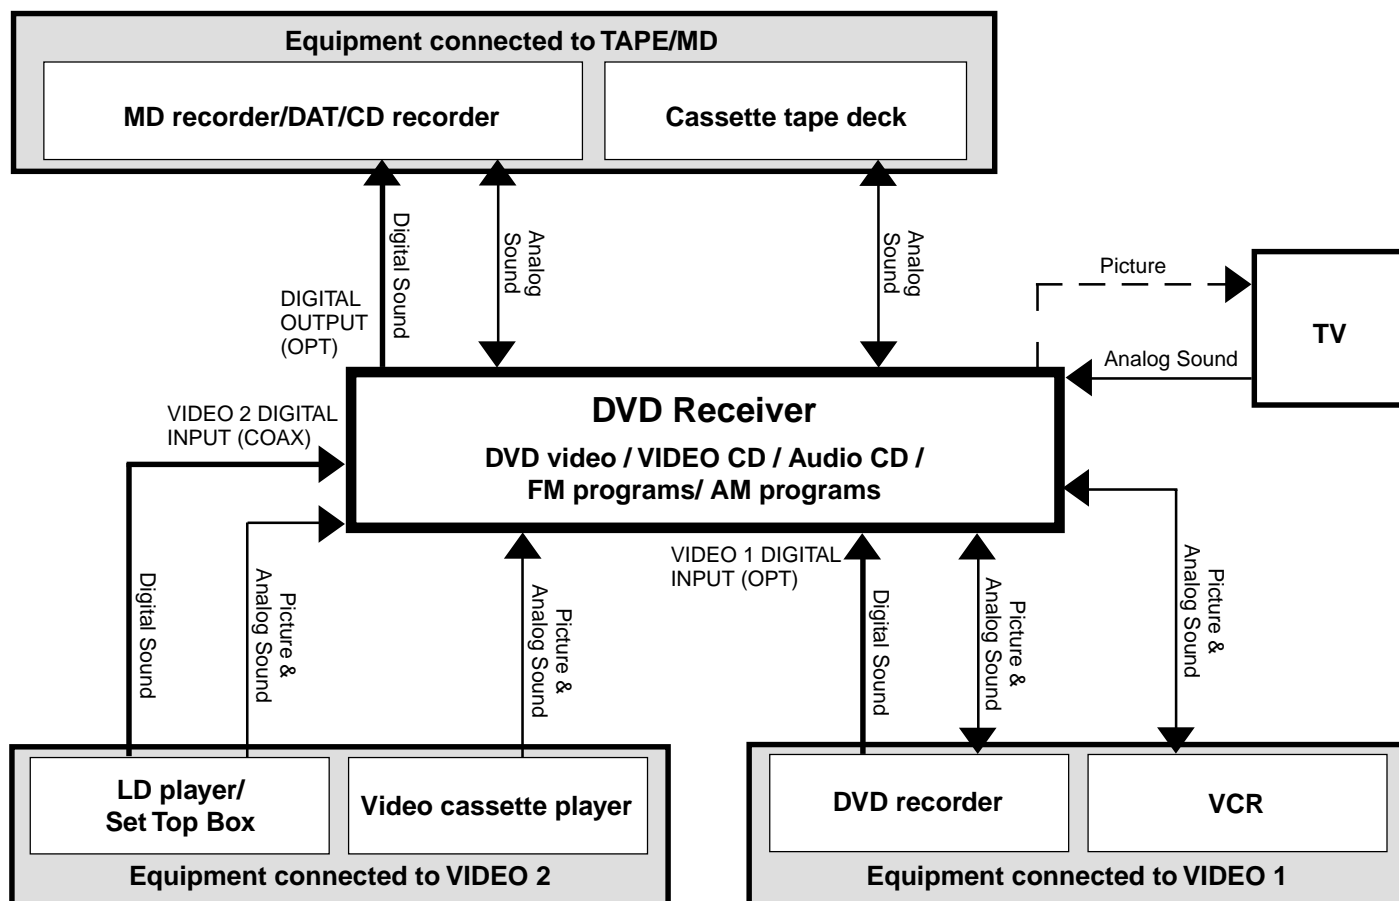 Equipment connected to TAPE/MD
MD recorder/DAT/CD recorder
Cassette tape deck
Digital Sound
Analog
Sound
Analog
Sound
DIGITAL
OUTPUT
(OPT)
Picture
TV
Analog Sound
DVD Receiver
DVD video / VIDEO CD / Audio CD /
FM programs/ AM programs
VIDEO 2 DIGITAL
INPUT (COAX)
VIDEO 1 DIGITAL
INPUT (OPT)
Digital Sound
Picture &
Analog Sound
Picture &
Analog Sound
Digital Sound
Picture &
Analog Sound
Picture &
Analog Sound
LD player/
Set Top Box
Video cassette player
Equipment connected to VIDEO 2
DVD recorder
VCR
Equipment connected to VIDEO 1